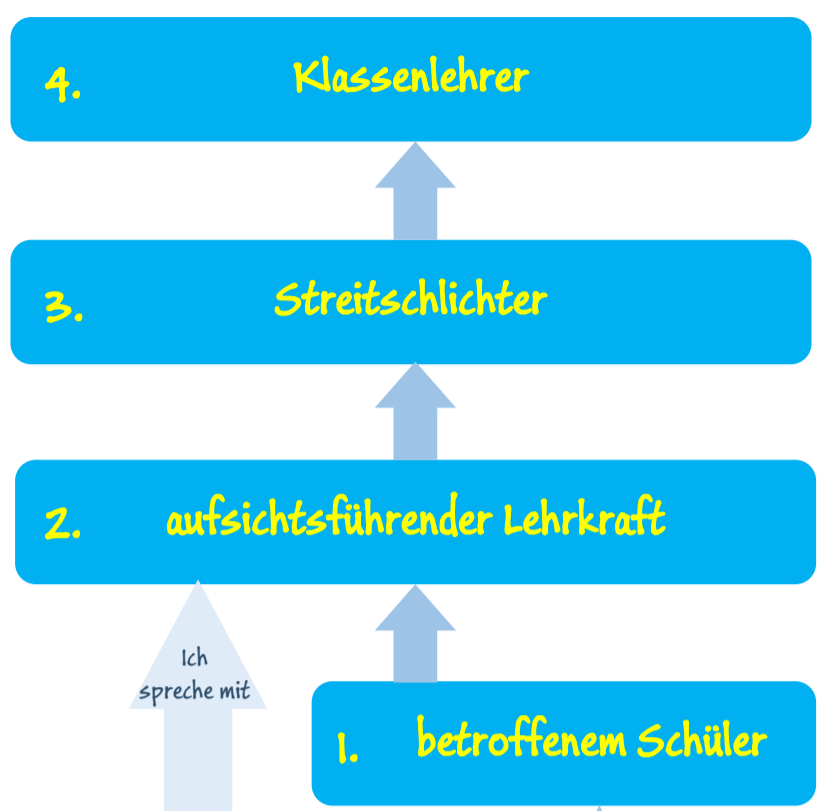 4. Klassenlehrer
3. Streitschlichter
2. aufsichtsführender Lehrkraft
Ich
spreche mit
1. betroffenem Schüler